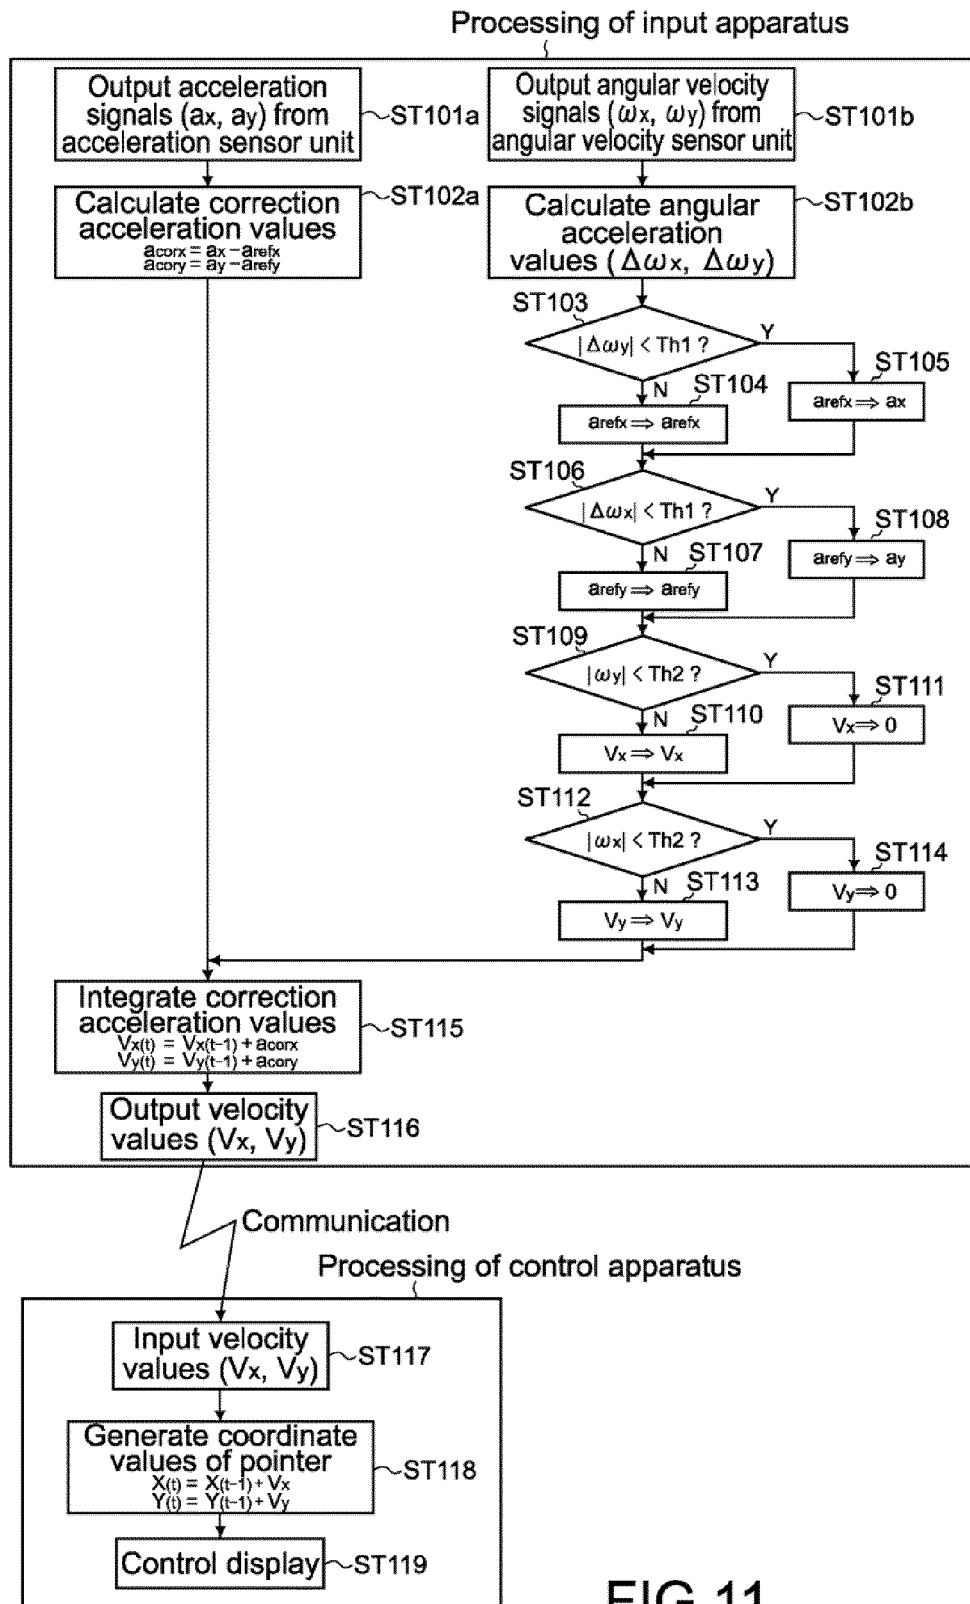 Processing of input apparatus
Output acceleration
signals (ax, ay) from
acceleration sensor unit
ST101a
Output angular velocity
signals (ωx, ωy) from
angular velocity sensor unit
ST101b
Calculate correction
acceleration values
acorx = ax - arefx
acory = ay - arefy
ST102a
Calculate angular
acceleration
values (Δωx, Δωy)
ST102b
ST103
|Δωy| < Th1 ?
Y
N
ST104
arefx ⇒ arefx
ST105
arefx ⇒ ax
ST106
|Δωx| < Th1 ?
Y
N
ST107
arefy ⇒ arefy
ST108
arefy ⇒ ay
ST109
|ωy| < Th2 ?
Y
N
ST110
Vx ⇒ Vx
ST111
Vx ⇒ 0
ST112
|ωx| < Th2 ?
Y
N
ST113
Vy ⇒ Vy
ST114
Vy ⇒ 0
Integrate correction
acceleration values
Vx(t) = Vx(t-1) + acorx
Vy(t) = Vy(t-1) + acory
ST115
Output velocity
values (Vx, Vy)
ST116
Communication
Processing of control apparatus
Input velocity
values (Vx, Vy)
ST117
Generate coordinate
values of pointer
X(t) = X(t-1) + Vx
Y(t) = Y(t-1) + Vy
ST118
Control display
ST119
FIG.11